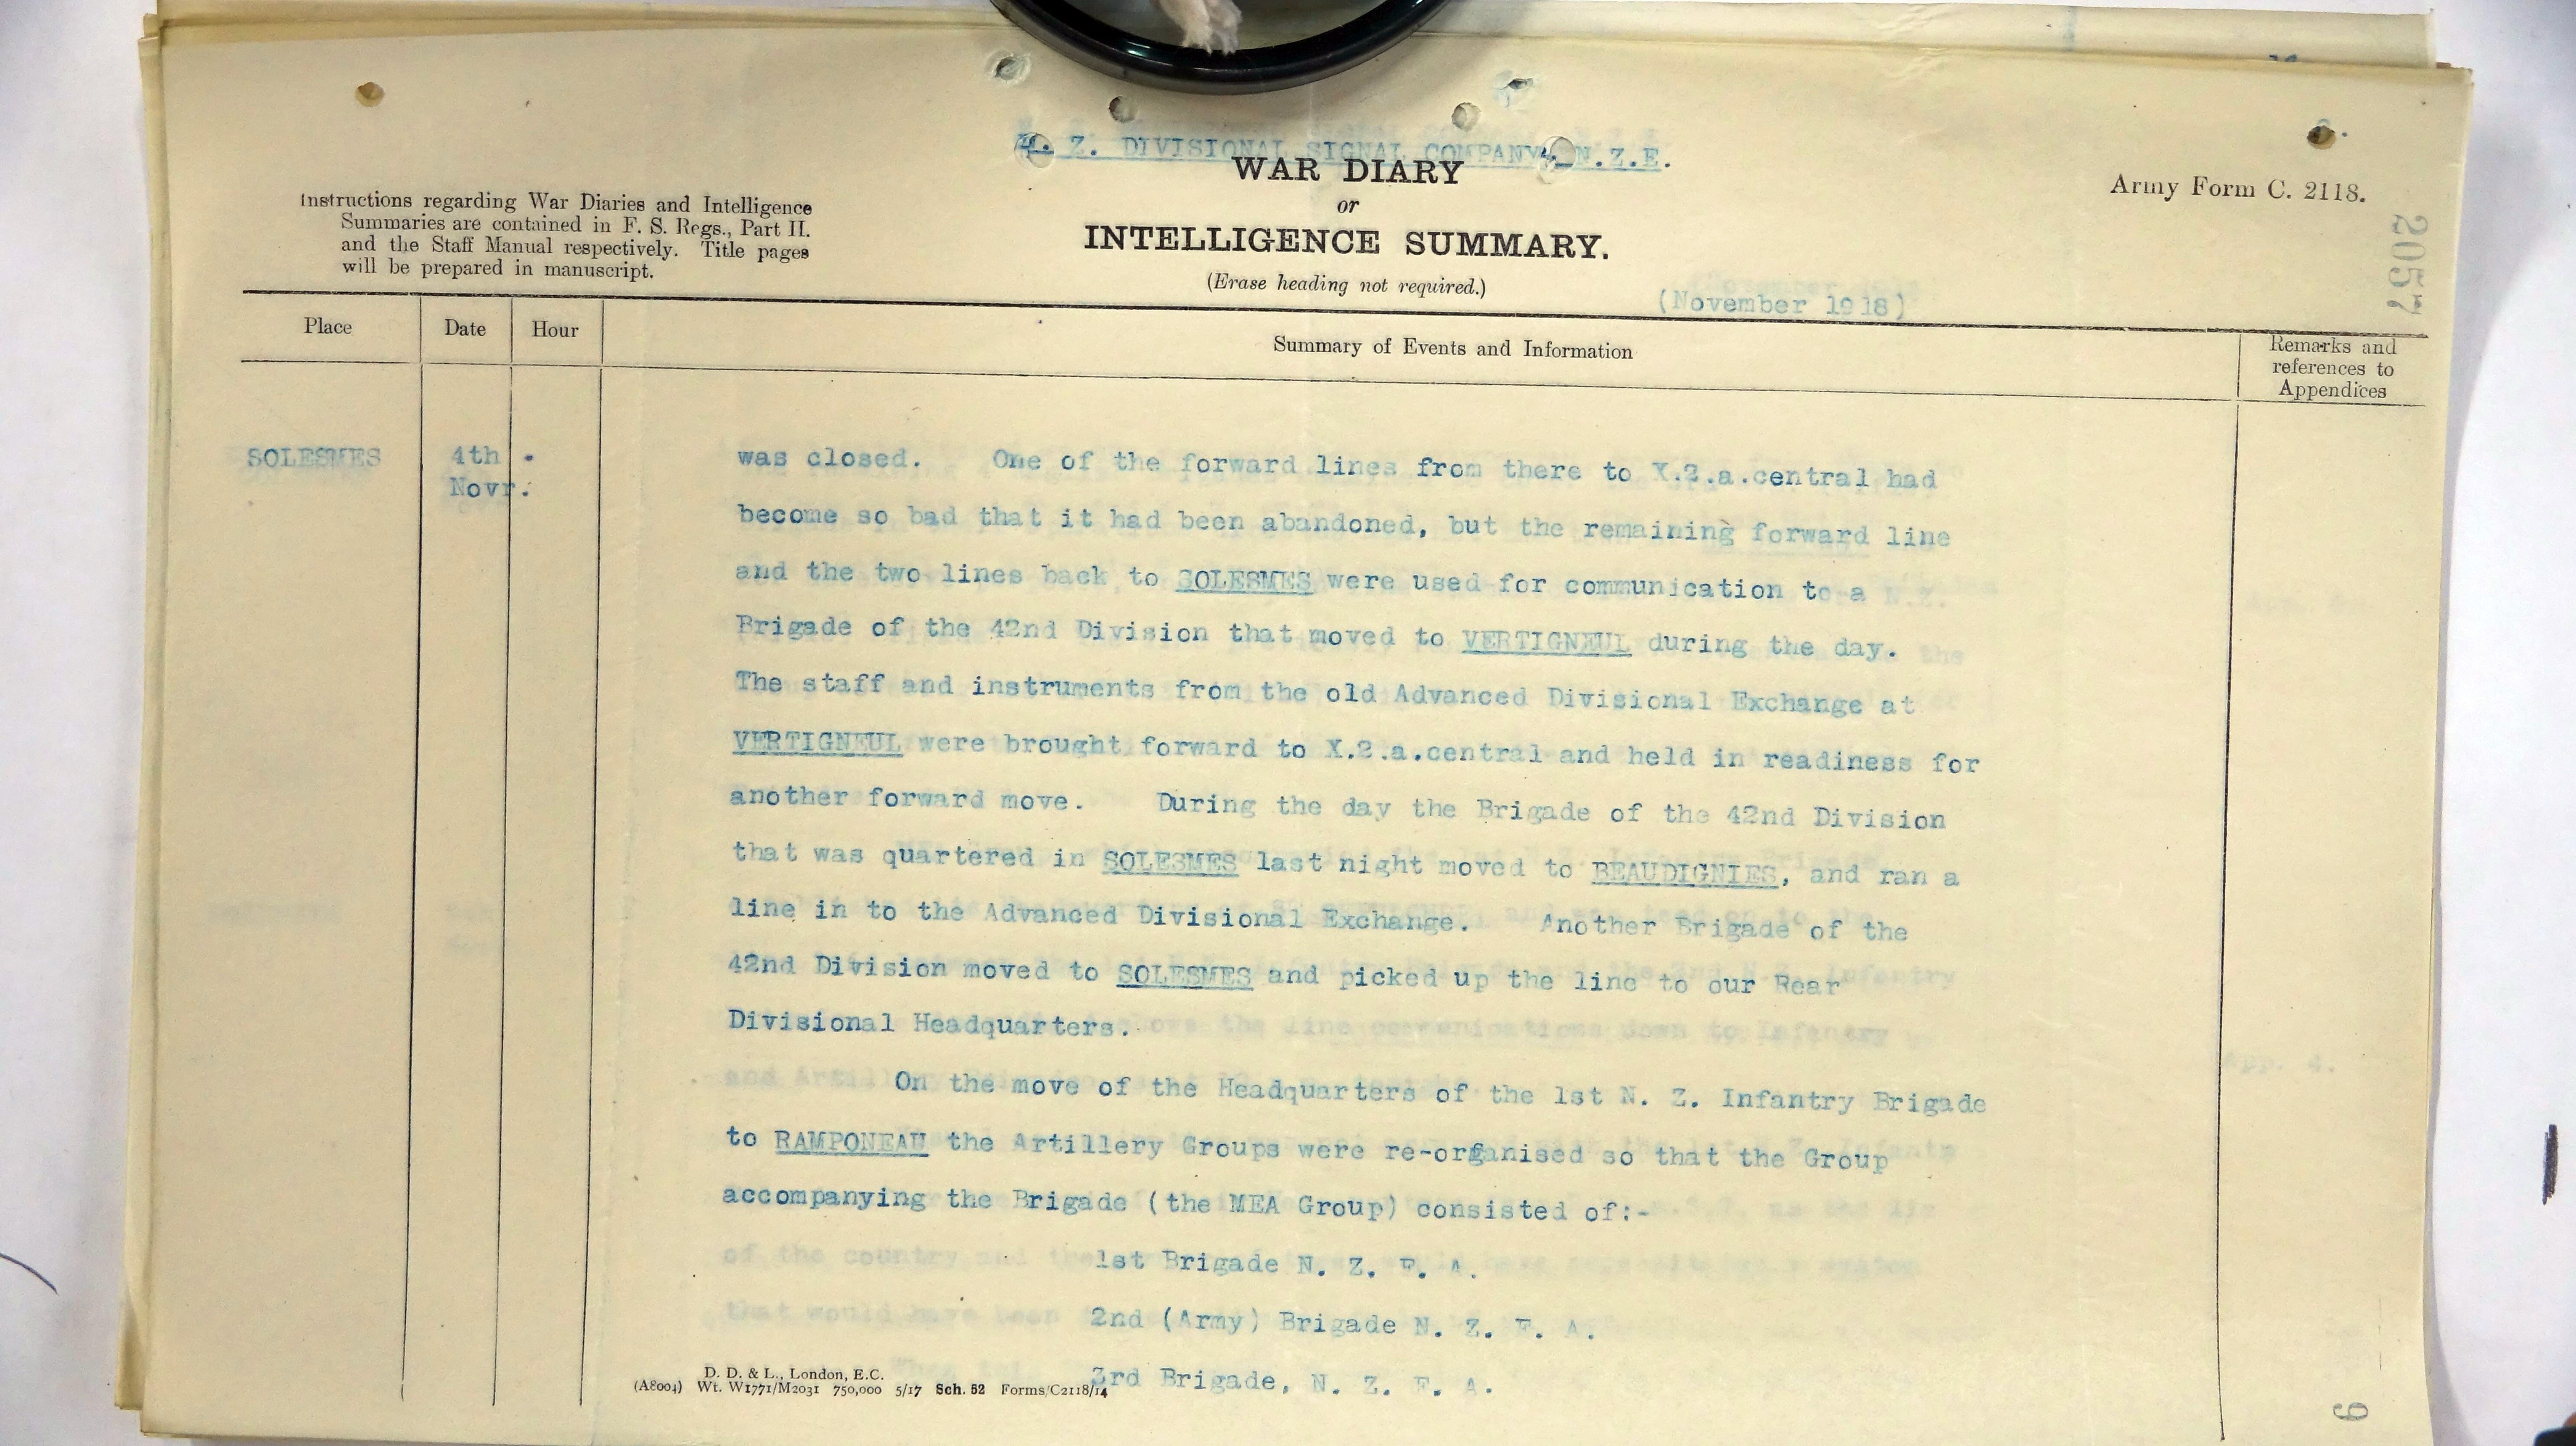 N. Z. DIVISIONAL SIGNAL COMPANY, N.Z.E.
WAR DIARY
or
INTELLIGENCE SUMMARY.
(Erase heading not required.)
Army Form C. 2118.
2057
Instructions regarding War Diaries and Intelligence
Summaries are contained in F. S. Regs., Part II.
and the Staff Manual respectively. Title pages
will be prepared in manuscript.
(November 1918)
Place
Date
Hour
Summary of Events and Information
Remarks and
references to
Appendices
SOLESMES
4th
Novr.
was closed. One of the forward lines from there to X.2.a.central had
become so bad that it had been abandoned, but the remaining forward line
and the two lines back to SOLESMES were used for communication to a
Brigade of the 42nd Division that moved to VERTIGNEUL during the day.
The staff and instruments from the old Advanced Divisional Exchange at
VERTIGNEUL were brought forward to X.2.a.central and held in readiness for
another forward move. During the day the Brigade of the 42nd Division
that was quartered in SOLESMES last night moved to BEAUDIGNIES, and ran a
line in to the Advanced Divisional Exchange. Another Brigade of the
42nd Division moved to SOLESMES and picked up the line to our Rear
Divisional Headquarters.
On the move of the Headquarters of the 1st N. Z. Infantry Brigade
to RAMPONEAU the Artillery Groups were re-organised so that the Group
accompanying the Brigade (the MEA Group) consisted of:-
1st Brigade N. Z. F. A.
2nd (Army) Brigade N. Z. F. A.
3rd Brigade, N. Z. F. A.
D. D. & L., London, E.C.
(A8004) Wt. W1771/M2031 750,000 5/17 Sch. 52 Forms/C2118/14
9